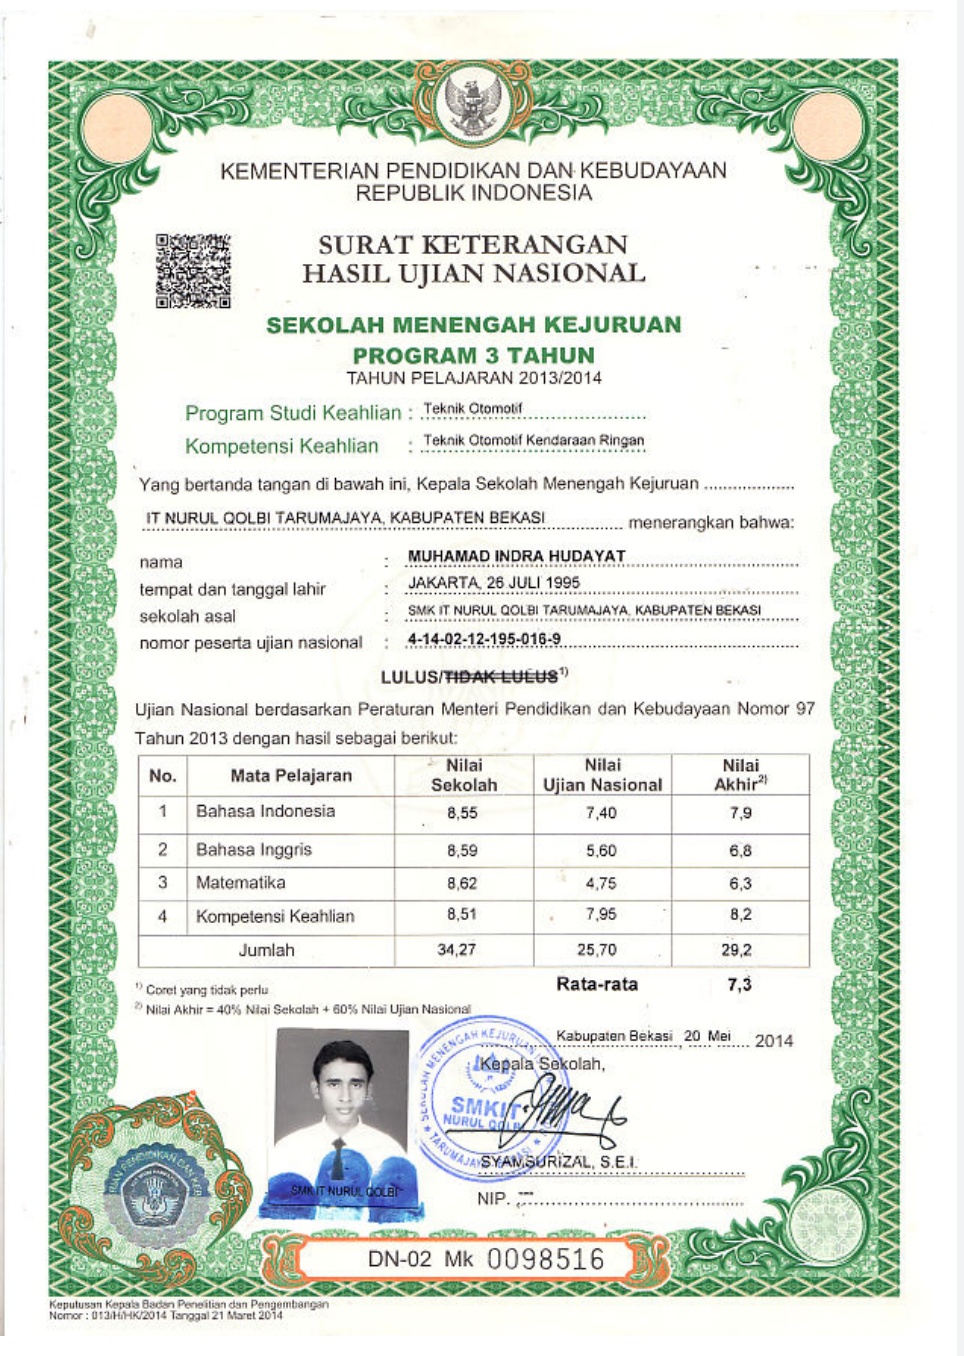 KEMENTERIAN PENDIDIKAN DAN KEBUDAYAAN
REPUBLIK INDONESIA
SURAT KETERANGAN
HASIL UJIAN NASIONAL
SEKOLAH MENENGAH KEJURUAN
PROGRAM 3 TAHUN
TAHUN PELAJARAN 2013/2014
Program Studi Keahlian : Teknik Otomotif
Kompetensi Keahlian : Teknik Otomotif Kendaraan Ringan
Yang bertanda tangan di bawah ini, Kepala Sekolah Menengah Kejuruan
IT NURUL QOLBI TARUMAJAYA, KABUPATEN BEKASI menerangkan bahwa:
nama : MUHAMAD INDRA HUDAYAT
tempat dan tanggal lahir : JAKARTA, 26 JULI 1995
sekolah asal : SMK IT NURUL QOLBI TARUMAJAYA, KABUPATEN BEKASI
nomor peserta ujian nasional : 4-14-02-12-195-016-9
LULUS/TIDAK LULUS 1)
Ujian Nasional berdasarkan Peraturan Menteri Pendidikan dan Kebudayaan Nomor 97
Tahun 2013 dengan hasil sebagai berikut:
No. Mata Pelajaran Nilai Sekolah Nilai Ujian Nasional Nilai Akhir 2)
1 Bahasa Indonesia 8,55 7,40 7,9
2 Bahasa Inggris 8,59 5,60 6,8
3 Matematika 8,62 4,75 6,3
4 Kompetensi Keahlian 8,51 7,95 8,2
Jumlah 34,27 25,70 29,2
Rata-rata 7,3
1) Coret yang tidak perlu
2) Nilai Akhir = 40% Nilai Sekolah + 60% Nilai Ujian Nasional
Kabupaten Bekasi, 20 Mei 2014
Kepala Sekolah,
SEKOLAH MENENGAH KEJURUAN
SMKIT
NURUL QOLBI
TARUMAJAYA
SYAMSURIZAL, S.E.I.
NIP. ---
SMK IT NURUL QOLBI
DN-02 Mk 0098516
Keputusan Kepala Badan Penelitian dan Pengembangan
Nomor : 013/H/HK/2014 Tanggal 21 Maret 2014